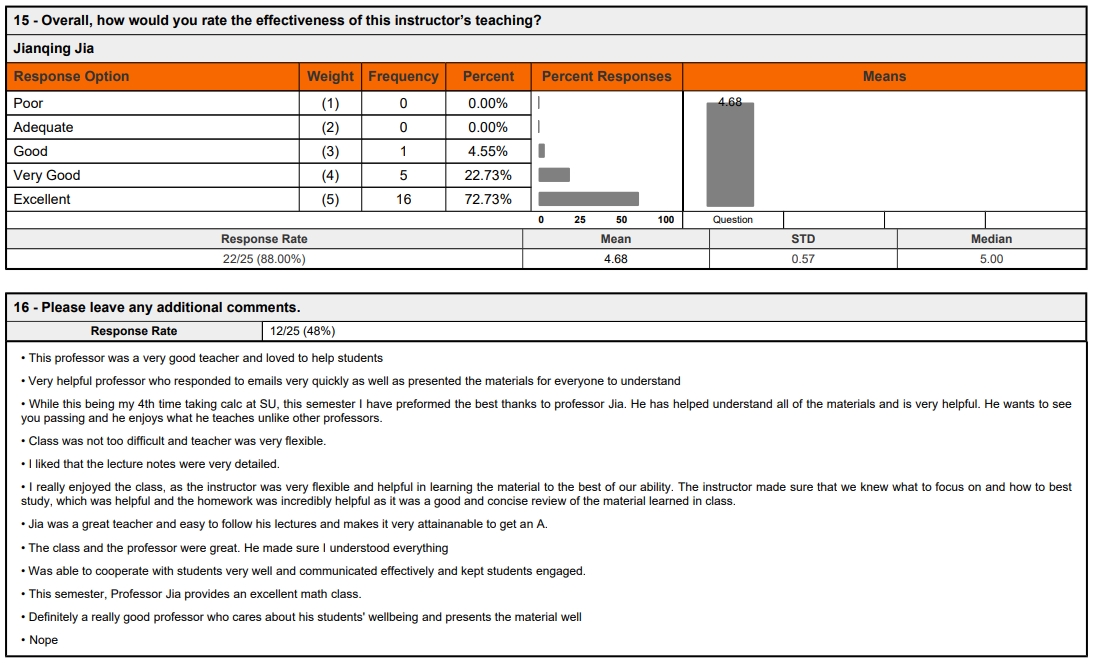 15 - Overall, how would you rate the effectiveness of this instructor's teaching?
Jianqing Jia
Response Option Weight Frequency Percent Percent Responses Means
Poor (1) 0 0.00% 4.68
Adequate (2) 0 0.00%
Good (3) 1 4.55%
Very Good (4) 5 22.73%
Excellent (5) 16 72.73%
0 25 50 100 Question
Response Rate Mean STD Median
22/25 (88.00%) 4.68 0.57 5.00
16 - Please leave any additional comments.
Response Rate 12/25 (48%)
• This professor was a very good teacher and loved to help students
• Very helpful professor who responded to emails very quickly as well as presented the materials for everyone to understand
• While this being my 4th time taking calc at SU, this semester I have preformed the best thanks to professor Jia. He has helped understand all of the materials and is very helpful. He wants to see
you passing and he enjoys what he teaches unlike other professors.
• Class was not too difficult and teacher was very flexible.
• I liked that the lecture notes were very detailed.
• I really enjoyed the class, as the instructor was very flexible and helpful in learning the material to the best of our ability. The instructor made sure that we knew what to focus on and how to best
study, which was helpful and the homework was incredibly helpful as it was a good and concise review of the material learned in class.
• Jia was a great teacher and easy to follow his lectures and makes it very attainanable to get an A.
• The class and the professor were great. He made sure I understood everything
• Was able to cooperate with students very well and communicated effectively and kept students engaged.
• This semester, Professor Jia provides an excellent math class.
• Definitely a really good professor who cares about his students' wellbeing and presents the material well
• Nope